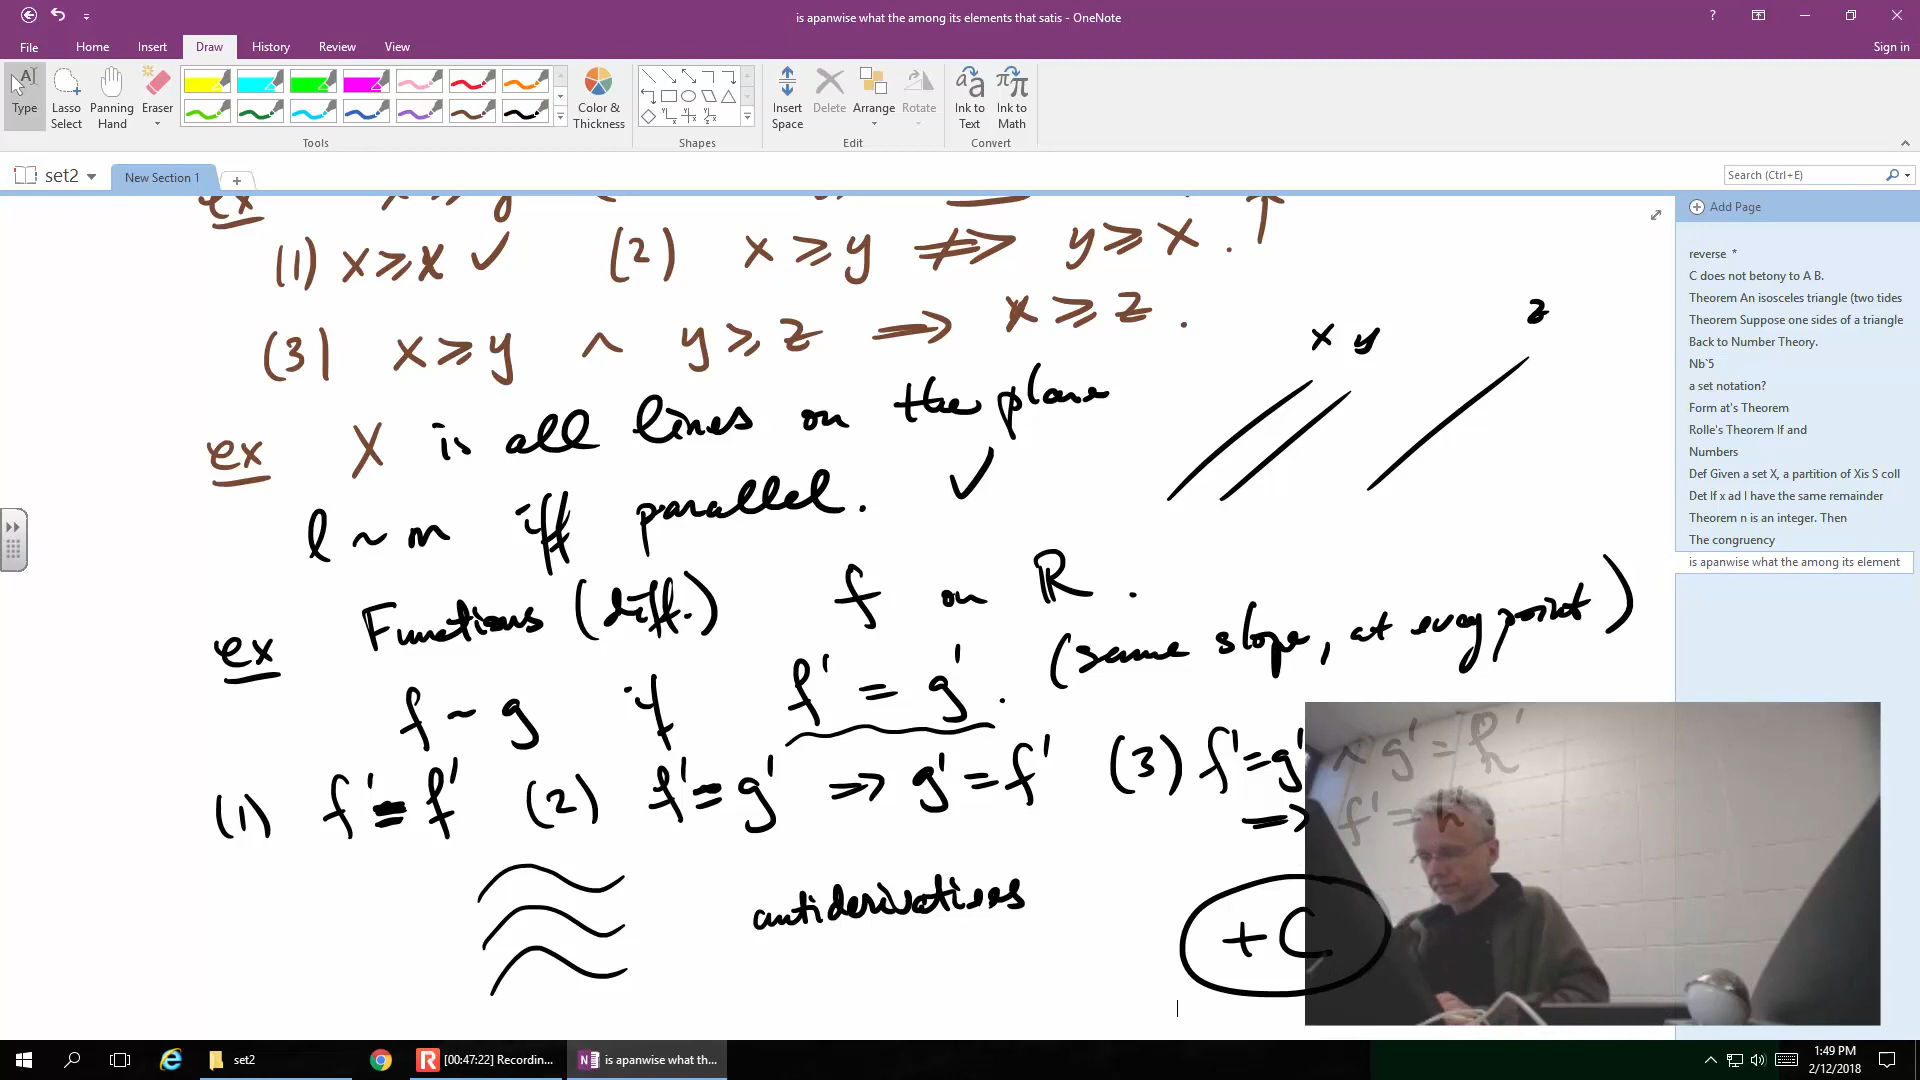 is apanwise what the among its elements that satis - OneNote
?
File Home Insert Draw History Review View
Sign in
Type
Lasso Select
Panning Hand
Eraser
Color & Thickness
Insert Space
Delete
Arrange
Rotate
Ink to Text
Ink to Math
Tools Shapes Edit Convert
set2 New Section 1
Search (Ctrl+E)
Add Page
reverse *
C does not betony to A B.
Theorem An isosceles triangle (two tides
Theorem Suppose one sides of a triangle
Back to Number Theory.
Nb`5
a set notation?
Form at's Theorem
Rolle's Theorem If and
Numbers
Def Given a set X, a partition of Xis S coll
Det If x ad I have the same remainder
Theorem n is an integer. Then
The congruency
is apanwise what the among its element
ex
(1) x⩾x ✓ (2) x ⩾ y ⇏ y ⩾ x . ↑
(3) x⩾y ∧ y⩾z ⟹ x ⩾ z .
x y z
ex X is all lines on the plane
l ~ m iff parallel. ✓
ex Functions (diff.) f on ℝ .
f ~ g if f' = g' . (same slope, at every point)
(1) f' = f' (2) f' = g' ⇒ g' = f' (3) f' = g' ∧ g' = h'
⟹ f' = h' .
antiderivatives
+ C
set2
[00:47:22] Recordin...
is apanwise what th...
1:49 PM
2/12/2018